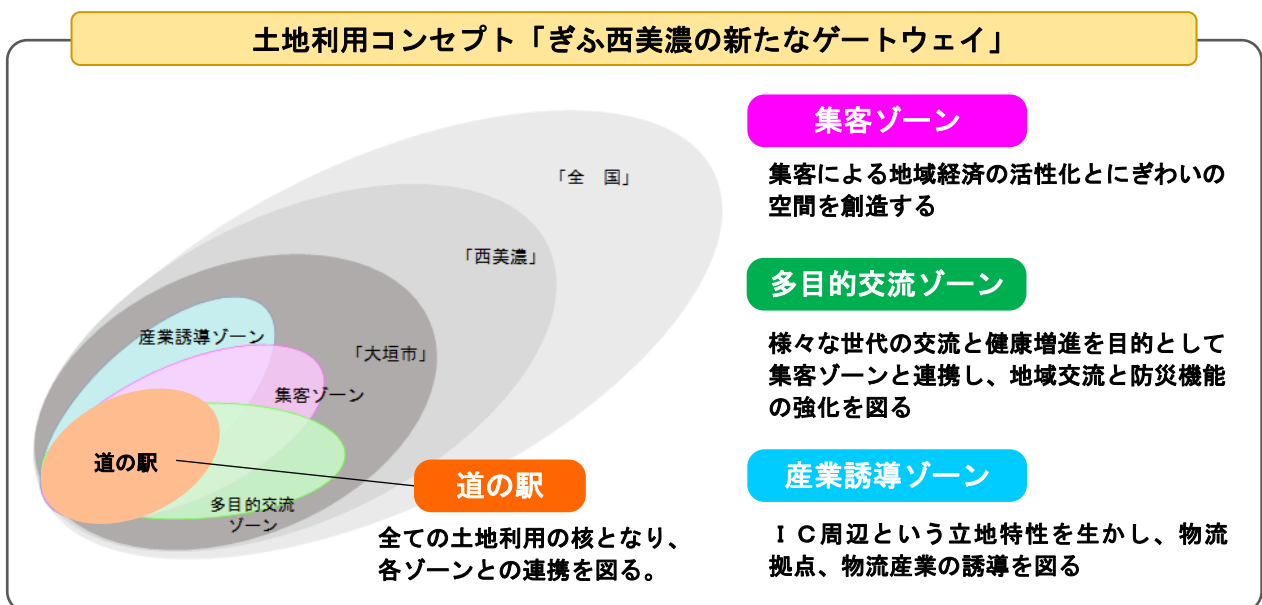 土地利用コンセプト「ぎふ西美濃の新たなゲートウェイ」
「全　国」
「西美濃」
「大垣市」
産業誘導ゾーン
集客ゾーン
多目的交流
ゾーン
道の駅
道の駅
全ての土地利用の核となり、
各ゾーンとの連携を図る。
集客ゾーン
集客による地域経済の活性化とにぎわいの
空間を創造する
多目的交流ゾーン
様々な世代の交流と健康増進を目的として
集客ゾーンと連携し、地域交流と防災機能
の強化を図る
産業誘導ゾーン
ＩＣ周辺という立地特性を生かし、物流
拠点、物流産業の誘導を図る